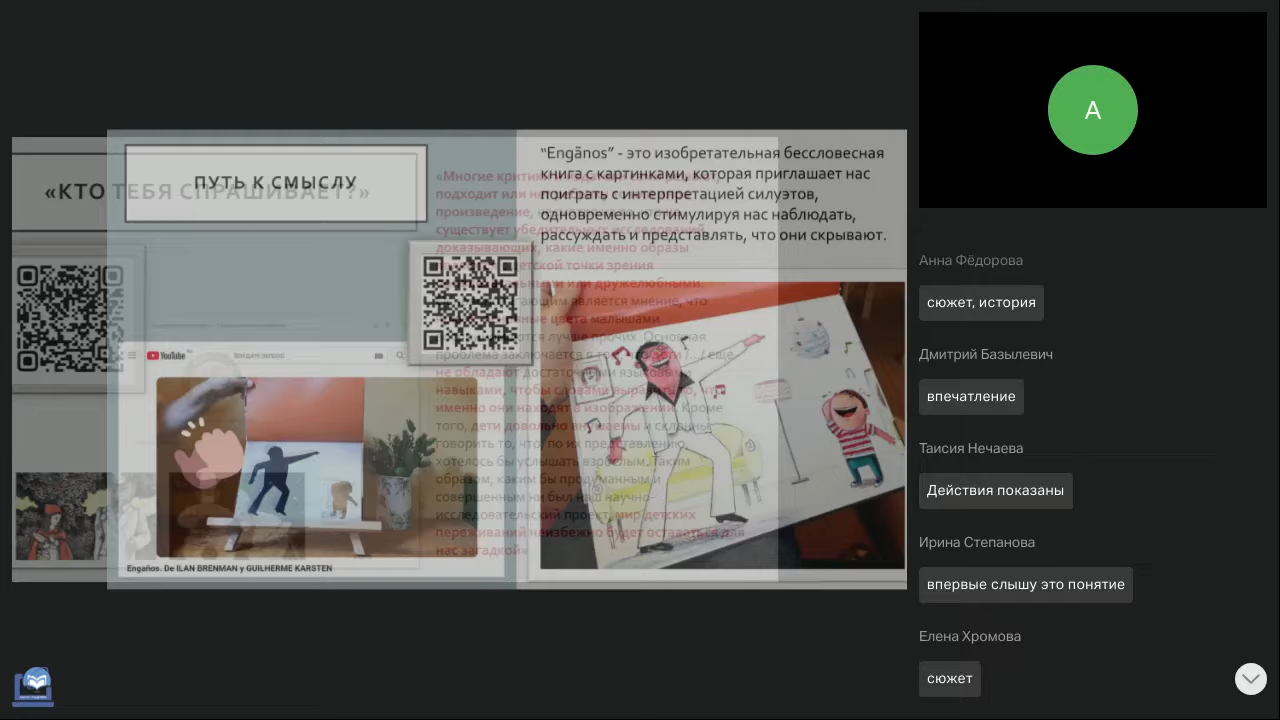 ПУТЬ К СМЫСЛУ
«КТО ТЕБЯ СПРАШИВАЕТ?»
“Engãnos” - это изобретательная бессловесная
книга с картинками, которая приглашает нас
поиграть с интерпретацией силуэтов,
одновременно стимулируя нас наблюдать,
рассуждать и представлять, что они скрывают.
«Многие
подходит или
произведение,
существует убедительных исследований,
доказывающих, какие именно образы
детской точки зрения
или дружелюбными.
является мнение, что
цвета малышами
лучше прочих. Основная
проблема заключается в том, что дети /.../ еще
не обладают достаточными языковыми
навыками, чтобы словами выразить то, что
именно они находят в изображении. Кроме
того, дети довольно внушаемы и склонны
говорить то, что, по их представлению,
хотелось бы услышать взрослым. Таким
образом, каким бы продуманным и
совершенным ни был наш научно-
исследовательский проект, мир детских
переживаний неизбежно будет оставаться для
нас загадкой»
YouTube
Введите запрос
Engaños. De ILAN BRENMAN y GUILHERME KARSTEN
А
Анна Фёдорова
сюжет, история
Дмитрий Базылевич
впечатление
Таисия Нечаева
Действия показаны
Ирина Степанова
впервые слышу это понятие
Елена Хромова
сюжет